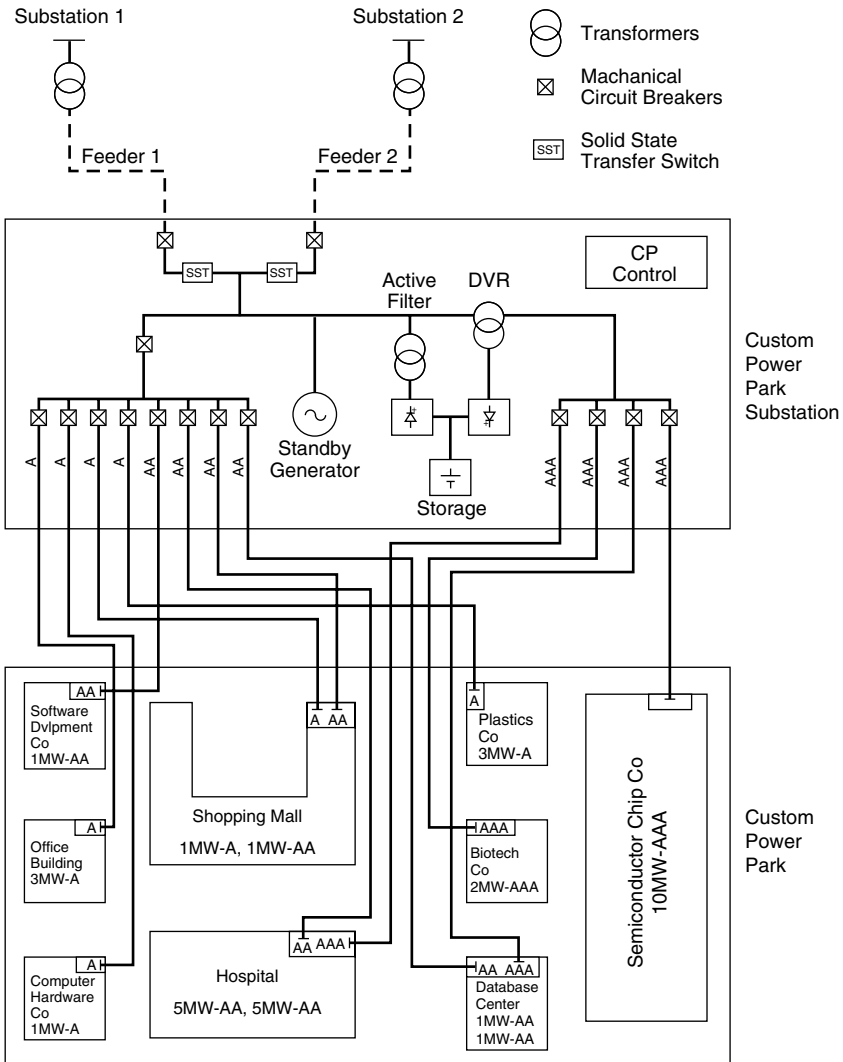 Substation 1
Substation 2
Transformers
Machanical
Circuit Breakers
SST
Solid State
Transfer Switch
Feeder 1
Feeder 2
SST
SST
CP
Control
Active
Filter
DVR
Custom
Power
Park
Substation
Standby
Generator
Storage
A
A
A
A
AA
AA
AA
AA
AAA
AAA
AAA
AAA
AA
Software
Dvlpment
Co
1MW-AA
A AA
Shopping Mall
1MW-A, 1MW-AA
A
Plastics
Co
3MW-A
Semiconductor Chip Co
10MW-AAA
Custom
Power
Park
A
Office
Building
3MW-A
AAA
Biotech
Co
2MW-AAA
A
Computer
Hardware
Co
1MW-A
AA AAA
Hospital
5MW-AA, 5MW-AA
AA AAA
Database
Center
1MW-AA
1MW-AA